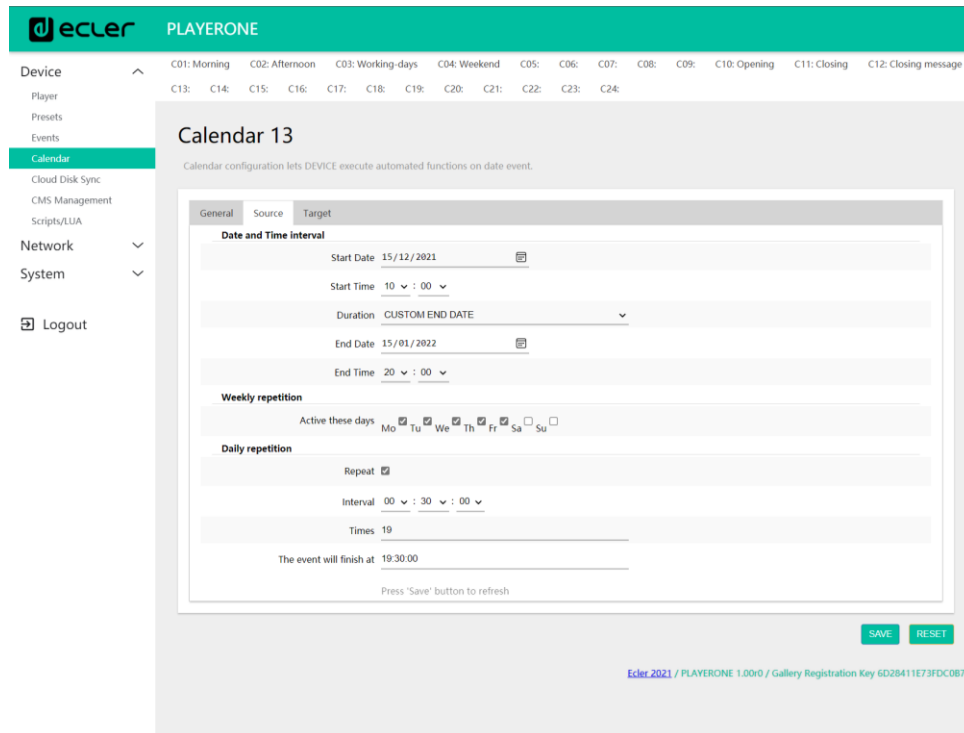 ecler PLAYERONE
Device
Player
Presets
Events
Calendar
Cloud Disk Sync
CMS Management
Scripts/LUA
Network
System
Logout
C01: Morning C02: Afternoon C03: Working-days C04: Weekend C05: C06: C07: C08: C09: C10: Opening C11: Closing C12: Closing message
C13: C14: C15: C16: C17: C18: C19: C20: C21: C22: C23: C24:
Calendar 13
Calendar configuration lets DEVICE execute automated functions on date event.
General Source Target
Date and Time interval
Start Date 15/12/2021
Start Time 10 : 00
Duration CUSTOM END DATE
End Date 15/01/2022
End Time 20 : 00
Weekly repetition
Active these days Mo Tu We Th Fr Sa Su
Daily repetition
Repeat
Interval 00 : 30 : 00
Times 19
The event will finish at 19:30:00
Press 'Save' button to refresh
SAVE RESET
Ecler 2021 / PLAYERONE 1.00r0 / Gallery Registration Key 6D28411E73FDC0B7